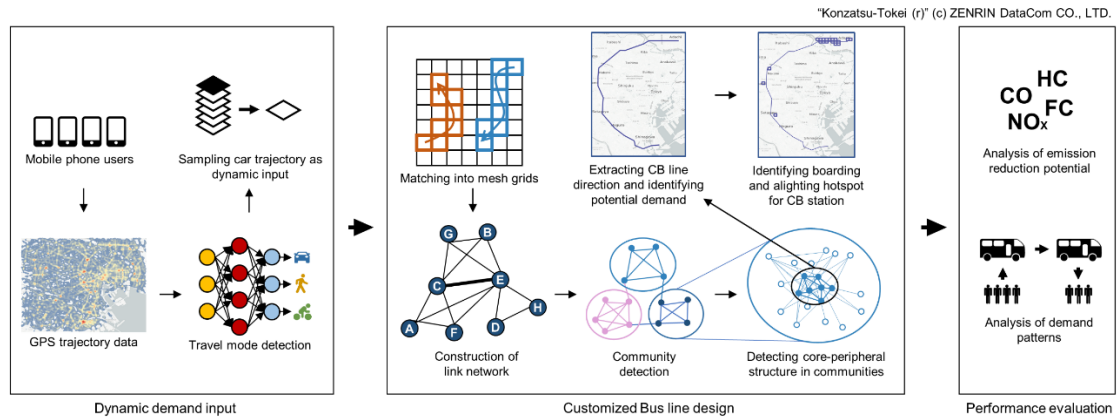 “Konzatsu-Tokei (r)” (c) ZENRIN DataCom CO., LTD.
Mobile phone users
Sampling car trajectory as
dynamic input
GPS trajectory data
Travel mode detection
Dynamic demand input
Matching into mesh grids
Extracting CB line
direction and identifying
potential demand
Identifying boarding
and alighting hotspot
for CB station
G
B
C
E
H
A
F
D
Construction of
link network
Community
detection
Detecting core-peripheral
structure in communities
Customized Bus line design
HC
CO
FC
NOx
Analysis of emission
reduction potential
Analysis of demand
patterns
Performance evaluation